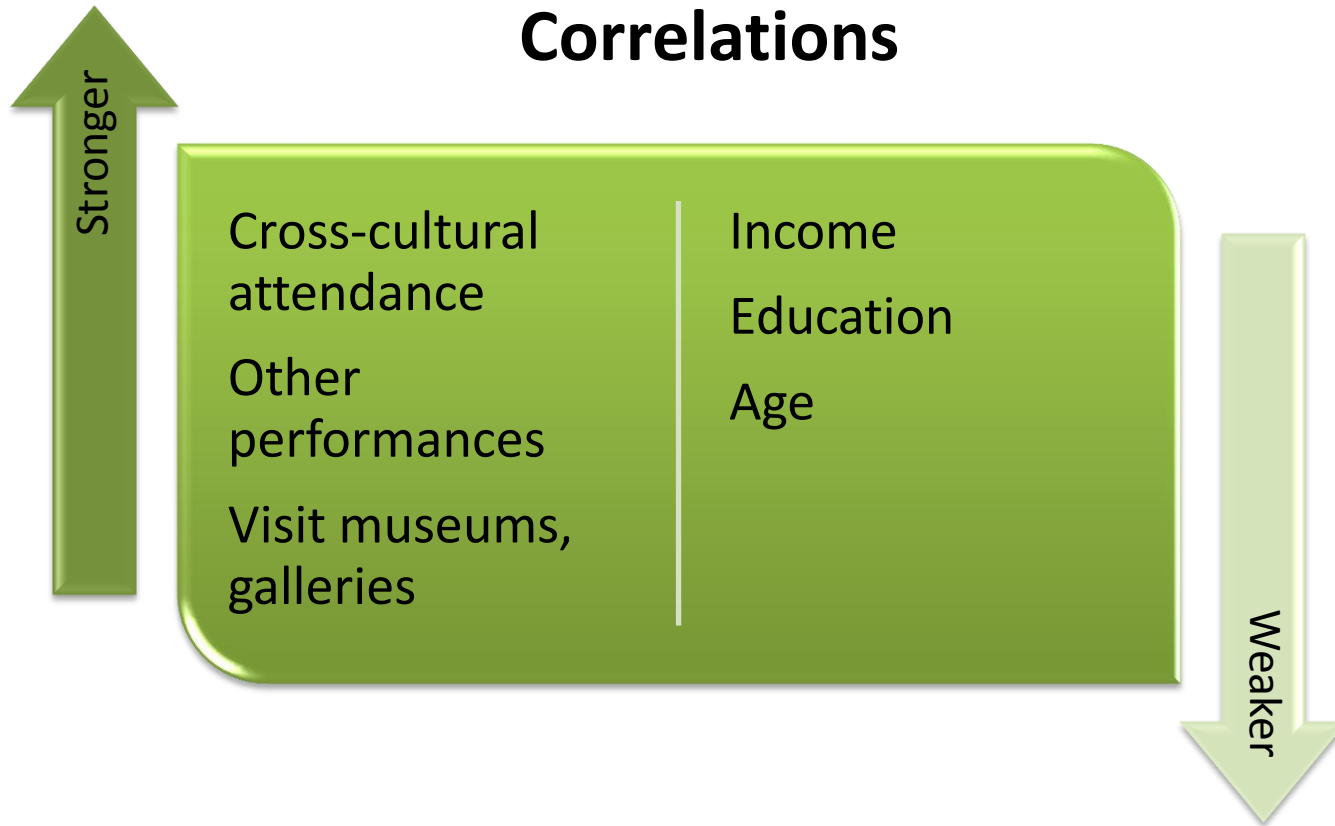 Correlations
Stronger
Cross-cultural
attendance
Other
performances
Visit museums,
galleries
Income
Education
Age
Weaker